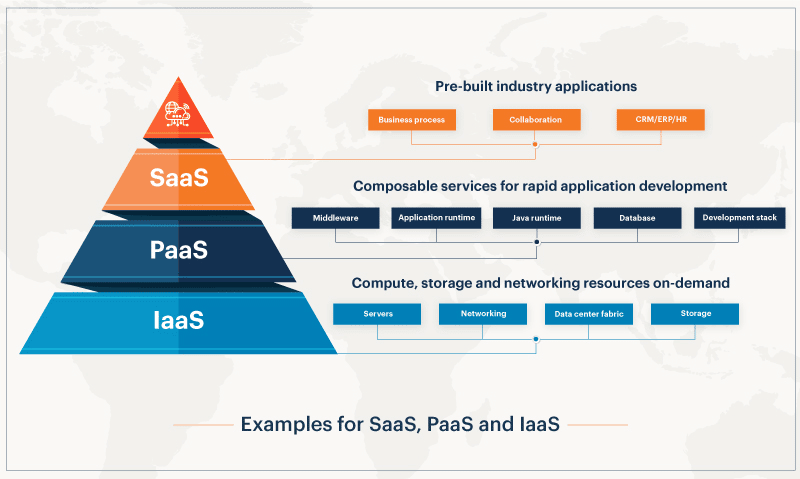 Pre-built industry applications
Business process
Collaboration
CRM/ERP/HR
SaaS
Composable services for rapid application development
Middleware
Application runtime
Java runtime
Database
Development stack
PaaS
Compute, storage and networking resources on-demand
Servers
Networking
Data center fabric
Storage
IaaS
Examples for SaaS, PaaS and IaaS